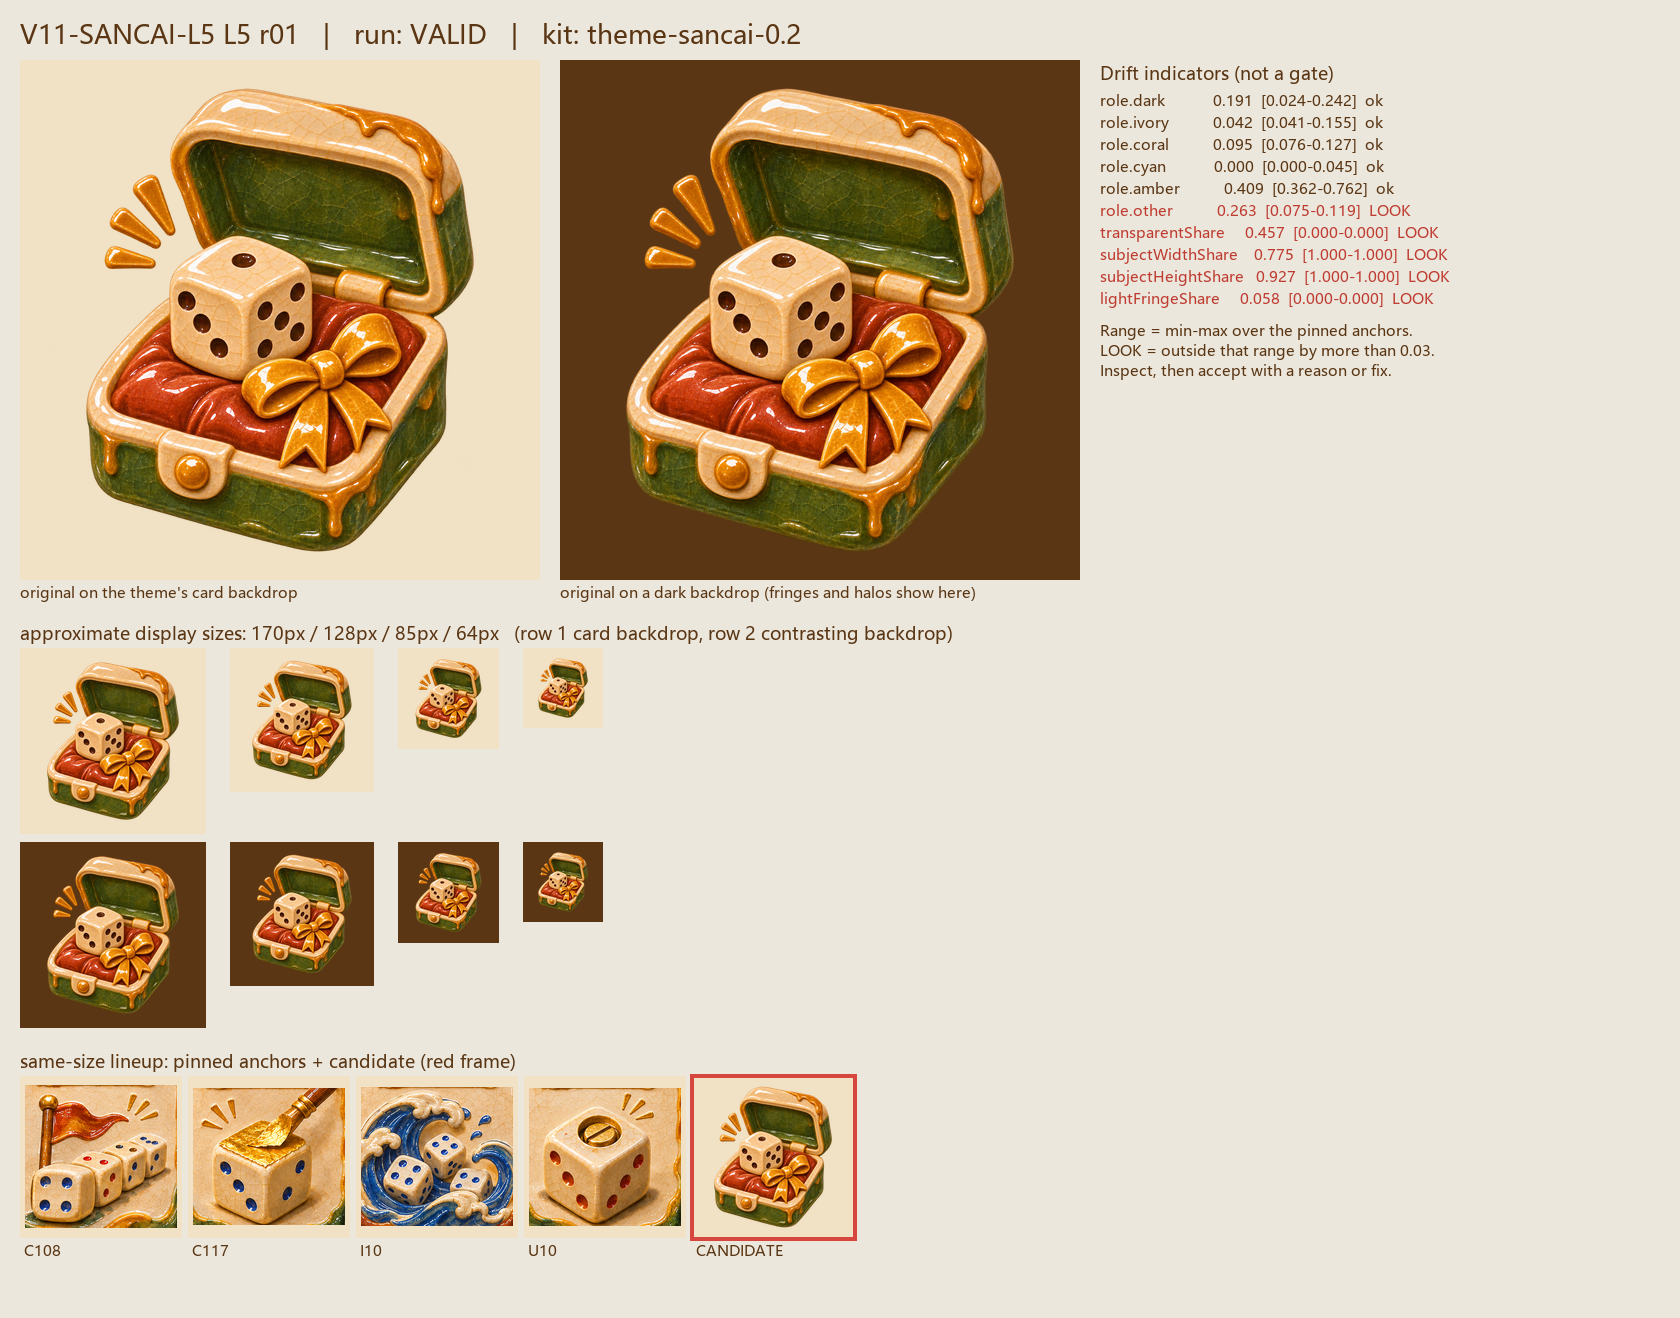 V11-SANCAI-L5 L5 r01 | run: VALID | kit: theme-sancai-0.2
Drift indicators (not a gate)
role.dark 0.191 [0.024-0.242] ok
role.ivory 0.042 [0.041-0.155] ok
role.coral 0.095 [0.076-0.127] ok
role.cyan 0.000 [0.000-0.045] ok
role.amber 0.409 [0.362-0.762] ok
role.other 0.263 [0.075-0.119] LOOK
transparentShare 0.457 [0.000-0.000] LOOK
subjectWidthShare 0.775 [1.000-1.000] LOOK
subjectHeightShare 0.927 [1.000-1.000] LOOK
lightFringeShare 0.058 [0.000-0.000] LOOK
Range = min-max over the pinned anchors.
LOOK = outside that range by more than 0.03.
Inspect, then accept with a reason or fix.
original on the theme's card backdrop
original on a dark backdrop (fringes and halos show here)
approximate display sizes: 170px / 128px / 85px / 64px (row 1 card backdrop, row 2 contrasting backdrop)
same-size lineup: pinned anchors + candidate (red frame)
C108
C117
I10
U10
CANDIDATE